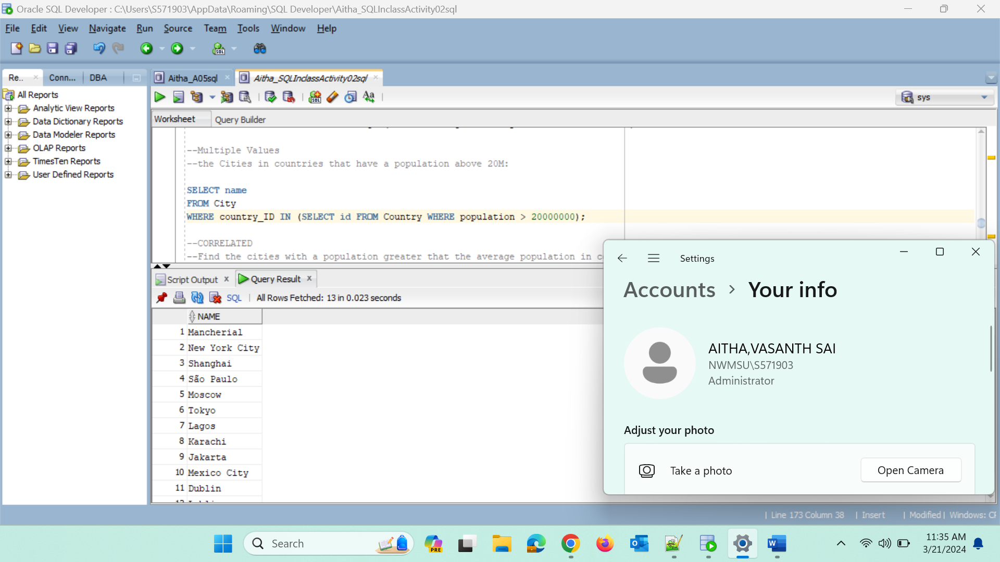 Oracle SQL Developer : C:\Users\S571903\AppData\Roaming\SQL Developer\Aitha_SQLInclassActivity02sql
File Edit View Navigate Run Source Team Tools Window Help
SQL
Re.. × Conn... DBA
Aitha_A05sql × Aitha_SQLInclassActivity02sql ×
All Reports
Analytic View Reports
Data Dictionary Reports
Data Modeler Reports
OLAP Reports
TimesTen Reports
User Defined Reports
SQL Aa
sys
Worksheet Query Builder
--Multiple Values
--the Cities in countries that have a population above 20M:
SELECT name
FROM City
WHERE country_ID IN (SELECT id FROM Country WHERE population > 20000000);
--CORRELATED
--Find the cities with a population greater that the average population in c
Script Output × Query Result ×
SQL | All Rows Fetched: 13 in 0.023 seconds
NAME
1 Mancherial
2 New York City
3 Shanghai
4 São Paulo
5 Moscow
6 Tokyo
7 Lagos
8 Karachi
9 Jakarta
10 Mexico City
11 Dublin
Settings
Accounts > Your info
AITHA,VASANTH SAI
NWMSU\S571903
Administrator
Adjust your photo
Take a photo
Open Camera
| Line 173 Column 38 | Insert | Modified | Windows: CF
Search
PRE
11:35 AM
3/21/2024